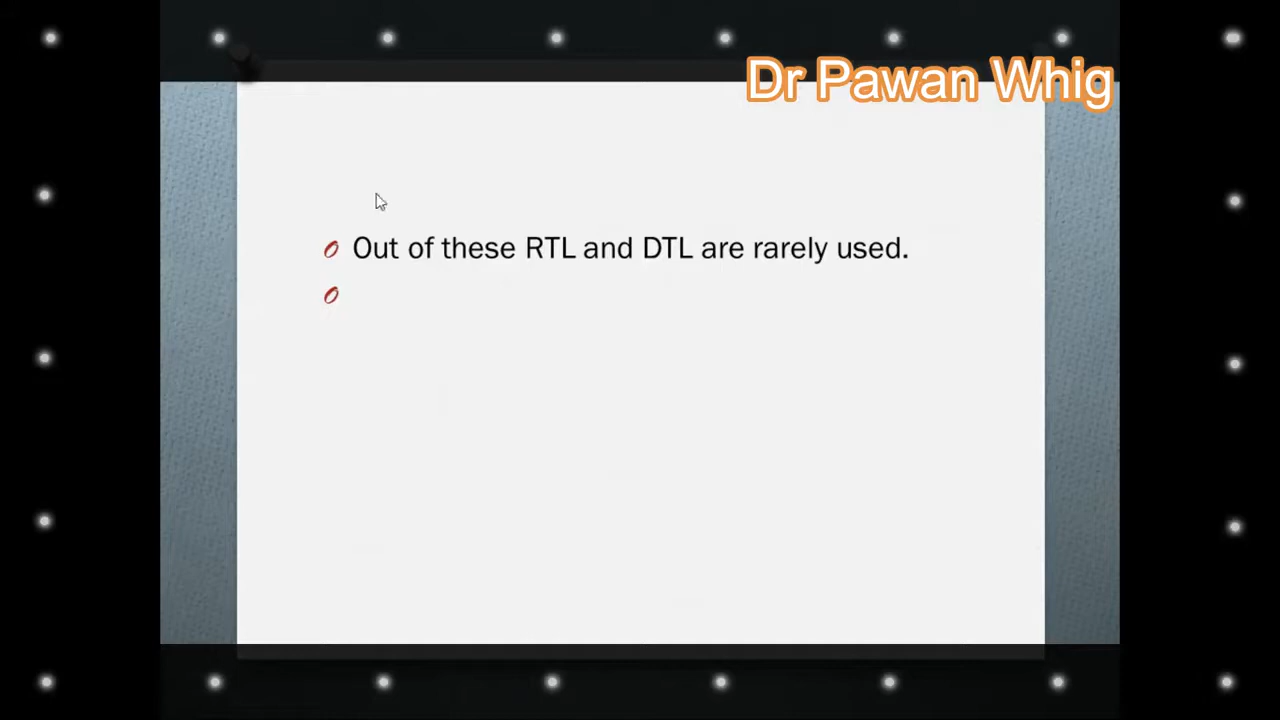 Dr Pawan Whig
Out of these RTL and DTL are rarely used.